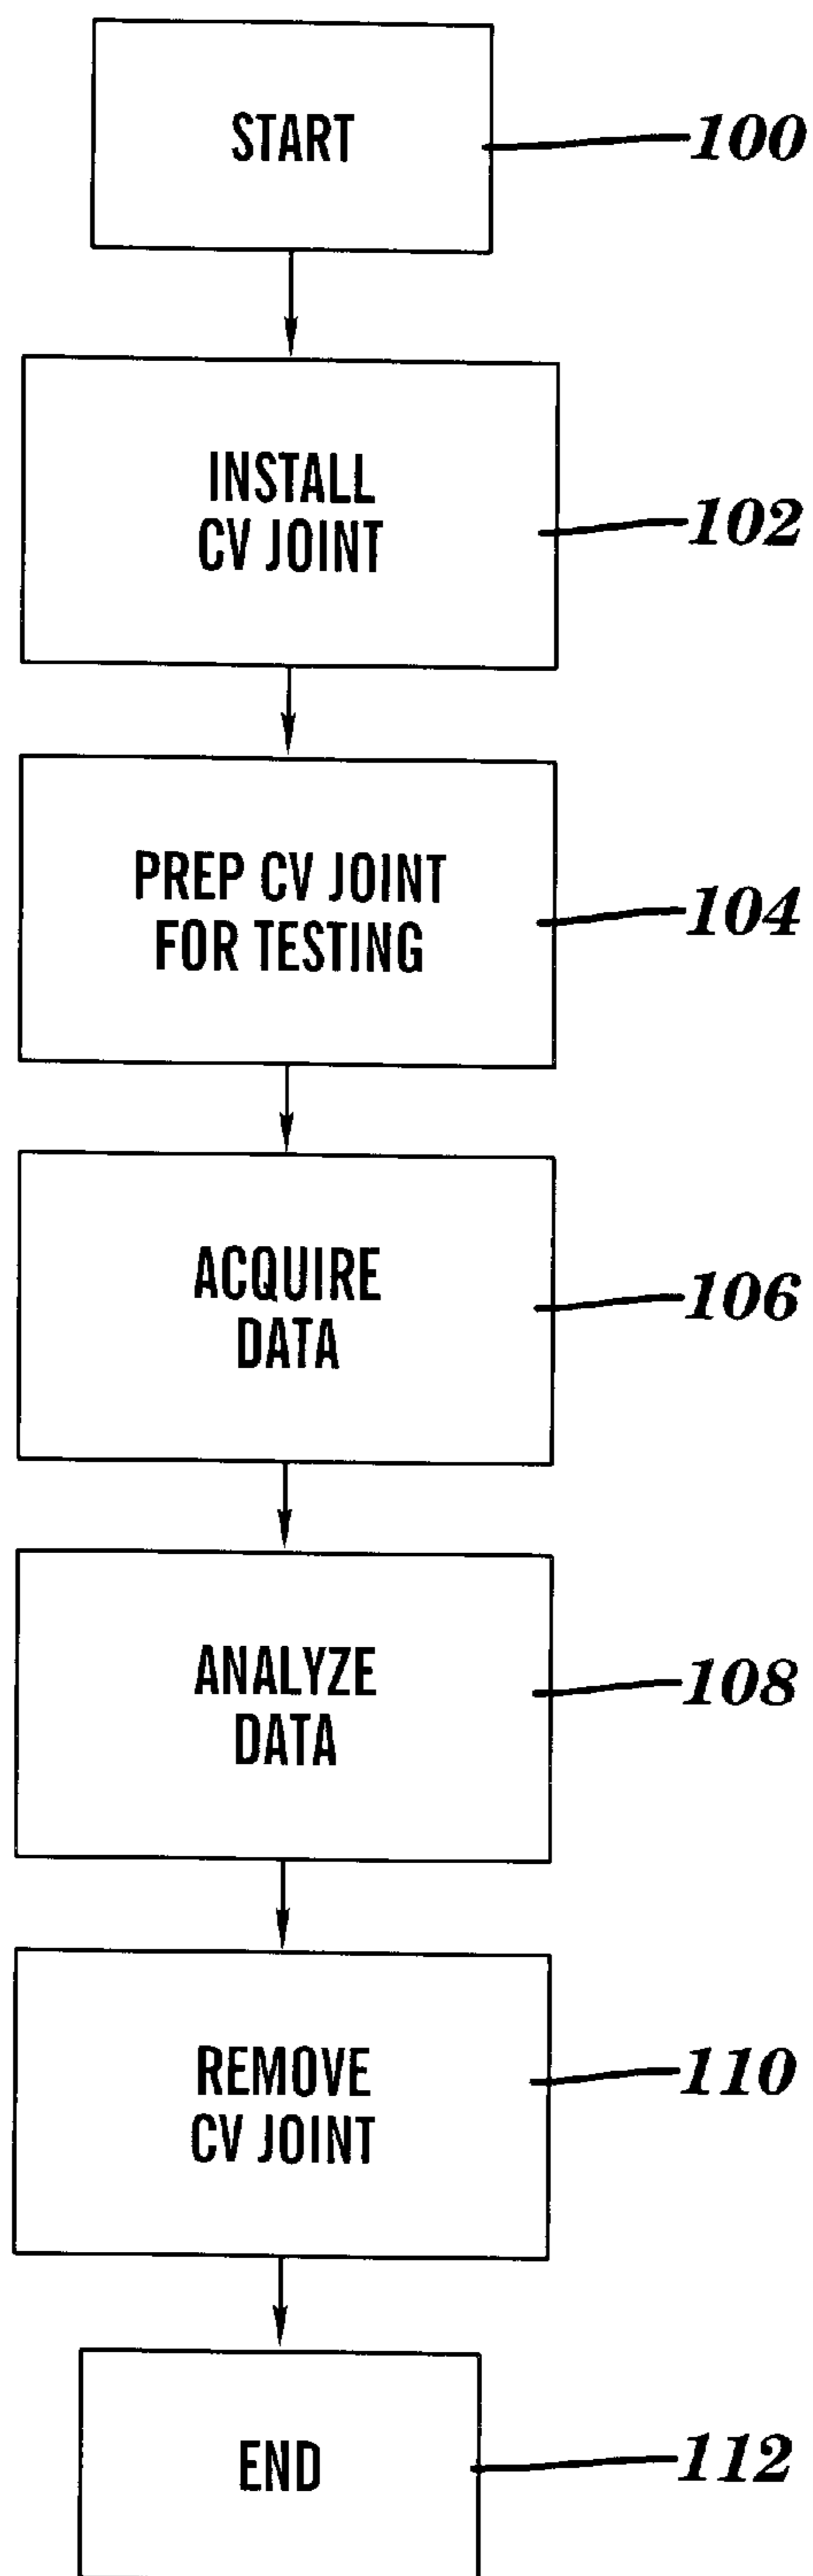 START
100
INSTALL
CV JOINT
102
PREP CV JOINT
FOR TESTING
104
ACQUIRE
DATA
106
ANALYZE
DATA
108
REMOVE
CV JOINT
110
END
112